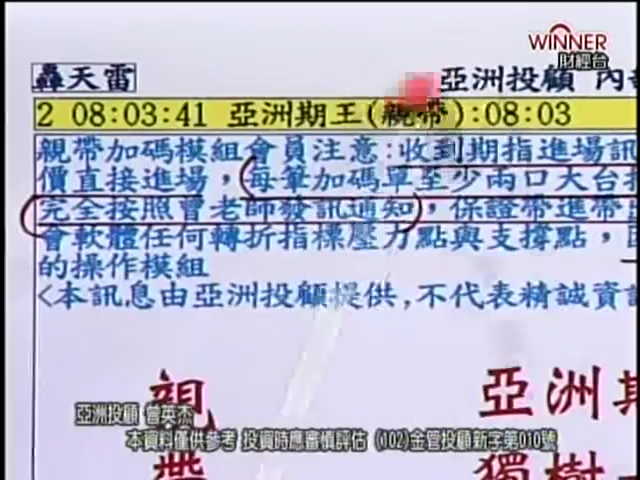 WINNER
財經台
轟天雷
亞洲投顧 內
2 08:03:41 亞洲期王(親帶):08:03
親帶加碼模組會員注意:收到期指進場訊
價直接進場，每筆加碼單至少兩口大台
完全按照曾老師發訊通知，保證帶進帶
會軟體任何轉折指標壓力點與支撐點，
的操作模組
<本訊息由亞洲投顧提供,不代表精誠資
親 亞洲
亞洲投顧 曾英杰
本資料僅供參考 投資時應審慎評估 (102)金管投顧新字第010號
帶 獨樹